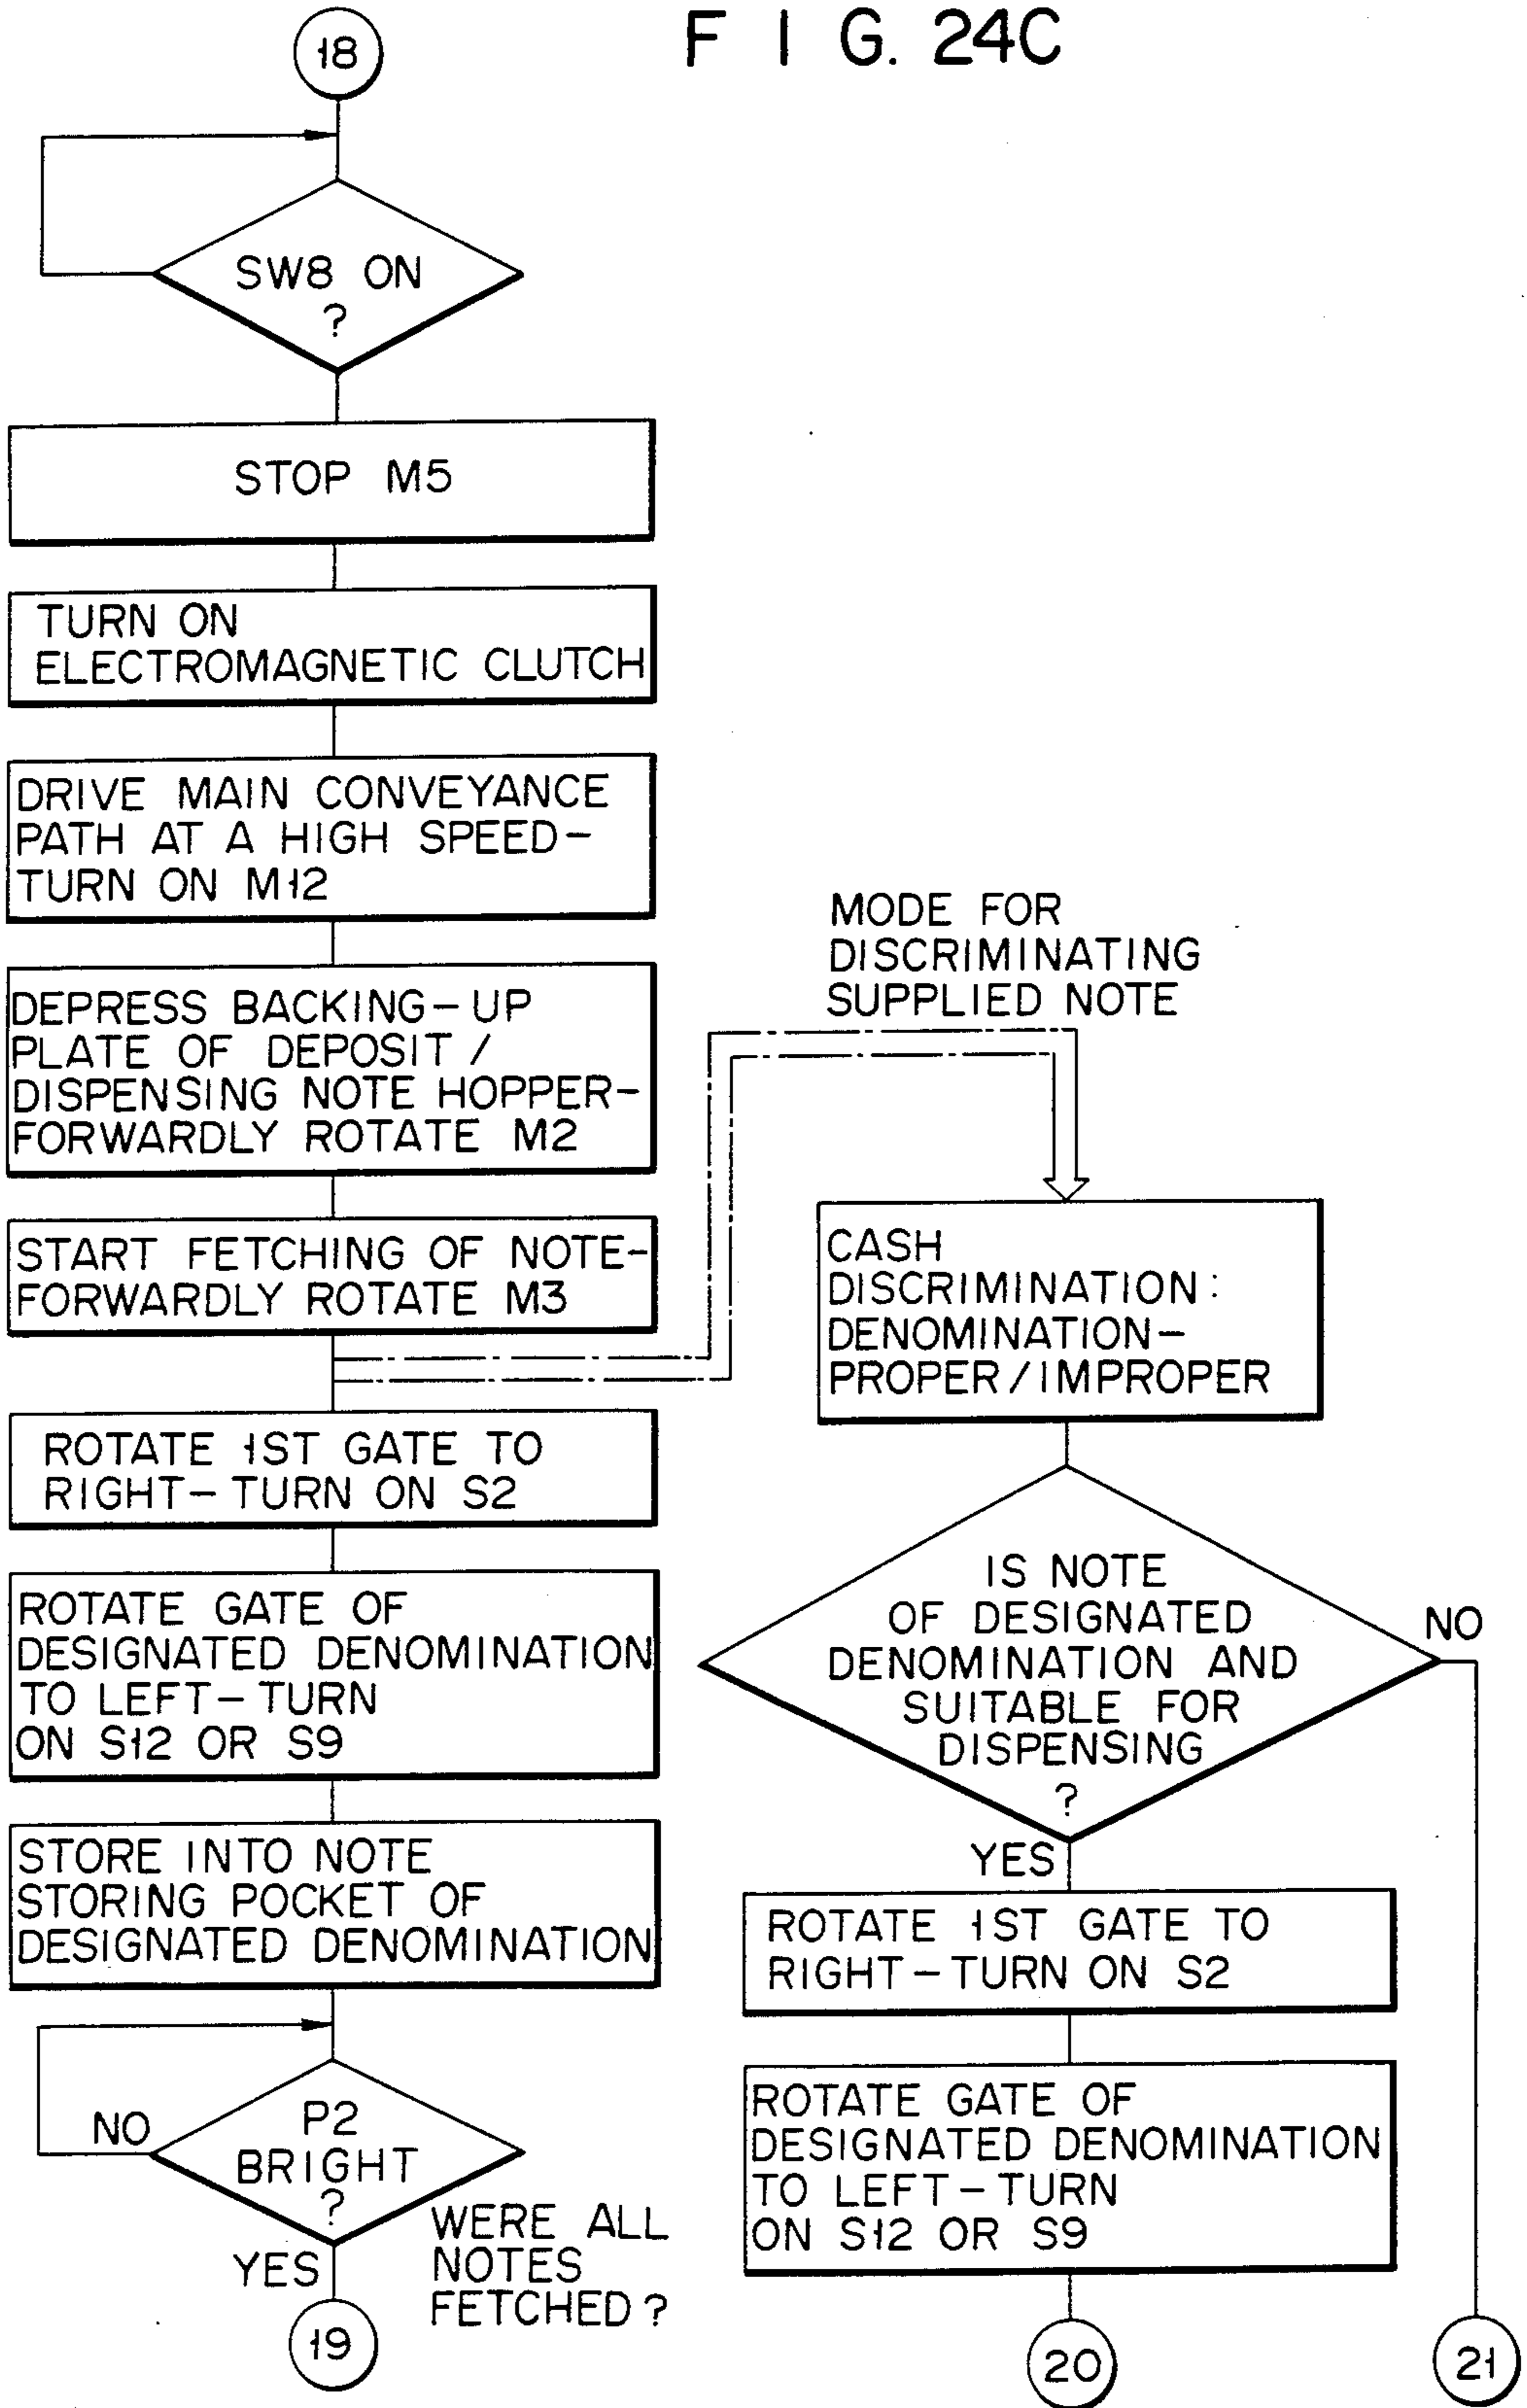 F I G. 24C
18
SW8 ON
?
STOP M5
TURN ON
ELECTROMAGNETIC CLUTCH
DRIVE MAIN CONVEYANCE
PATH AT A HIGH SPEED-
TURN ON M12
DEPRESS BACKING-UP
PLATE OF DEPOSIT /
DISPENSING NOTE HOPPER-
FORWARDLY ROTATE M2
START FETCHING OF NOTE-
FORWARDLY ROTATE M3
ROTATE 1ST GATE TO
RIGHT-TURN ON S2
ROTATE GATE OF
DESIGNATED DENOMINATION
TO LEFT-TURN
ON S12 OR S9
STORE INTO NOTE
STORING POCKET OF
DESIGNATED DENOMINATION
NO
P2
BRIGHT
?
YES
WERE ALL
NOTES
FETCHED?
19
MODE FOR
DISCRIMINATING
SUPPLIED NOTE
CASH
DISCRIMINATION:
DENOMINATION-
PROPER/IMPROPER
IS NOTE
OF DESIGNATED
DENOMINATION AND
SUITABLE FOR
DISPENSING
?
NO
YES
ROTATE 1ST GATE TO
RIGHT-TURN ON S2
ROTATE GATE OF
DESIGNATED DENOMINATION
TO LEFT-TURN
ON S12 OR S9
20
21